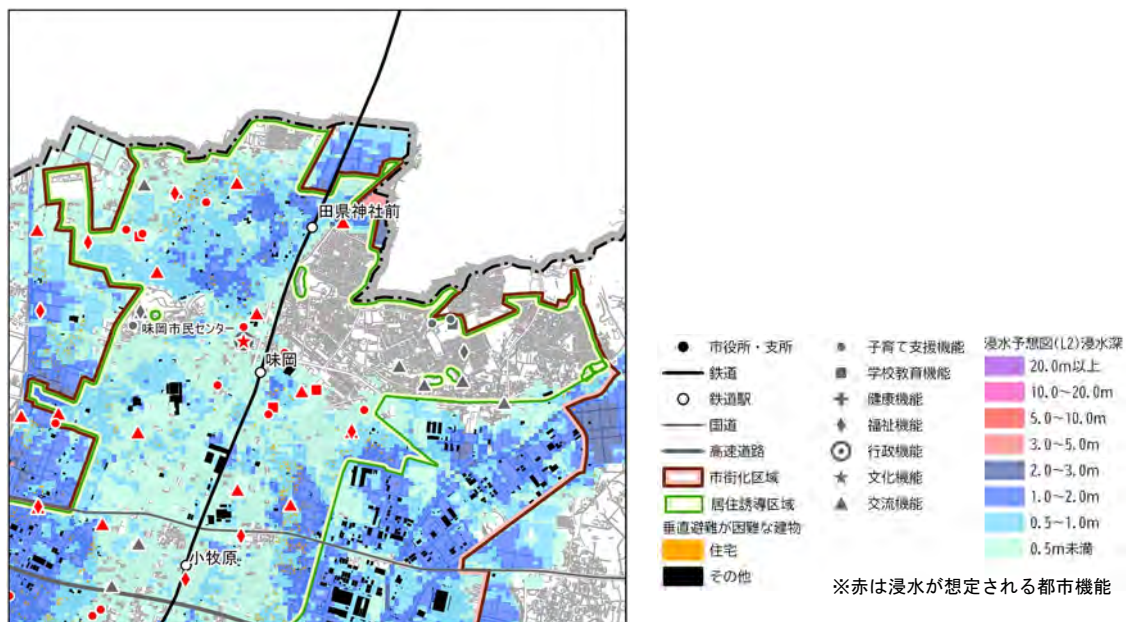 田県神社前
味岡市民センター
味岡
小牧原
市役所・支所
鉄道
鉄道駅
国道
高速道路
市街化区域
居住誘導区域
垂直避難が困難な建物
住宅
その他
子育て支援機能
学校教育機能
健康機能
福祉機能
行政機能
文化機能
交流機能
浸水予想図(L2)浸水深
20.0m以上
10.0~20.0m
5.0~10.0m
3.0~5.0m
2.0~3.0m
1.0~2.0m
0.5~1.0m
0.5m未満
※赤は浸水が想定される都市機能